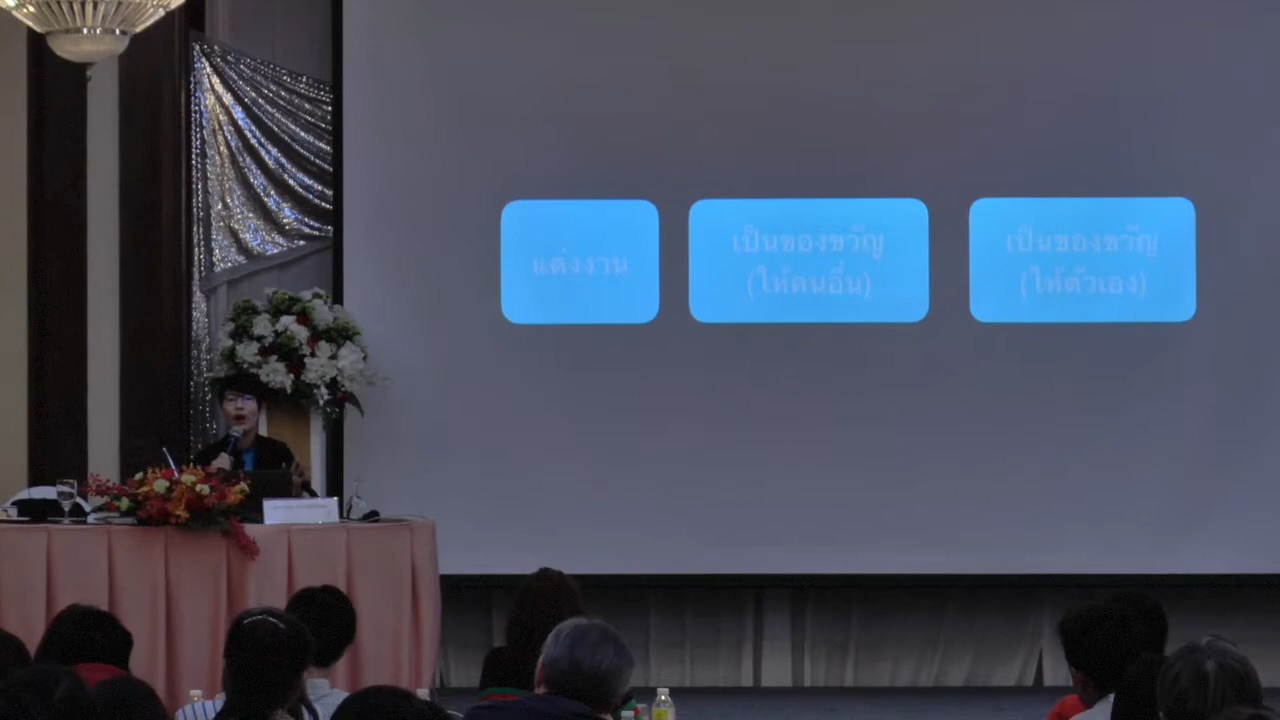 แต่งงาน
เป็นของขวัญ
(ให้คนอื่น)
เป็นของขวัญ
(ให้ตัวเอง)